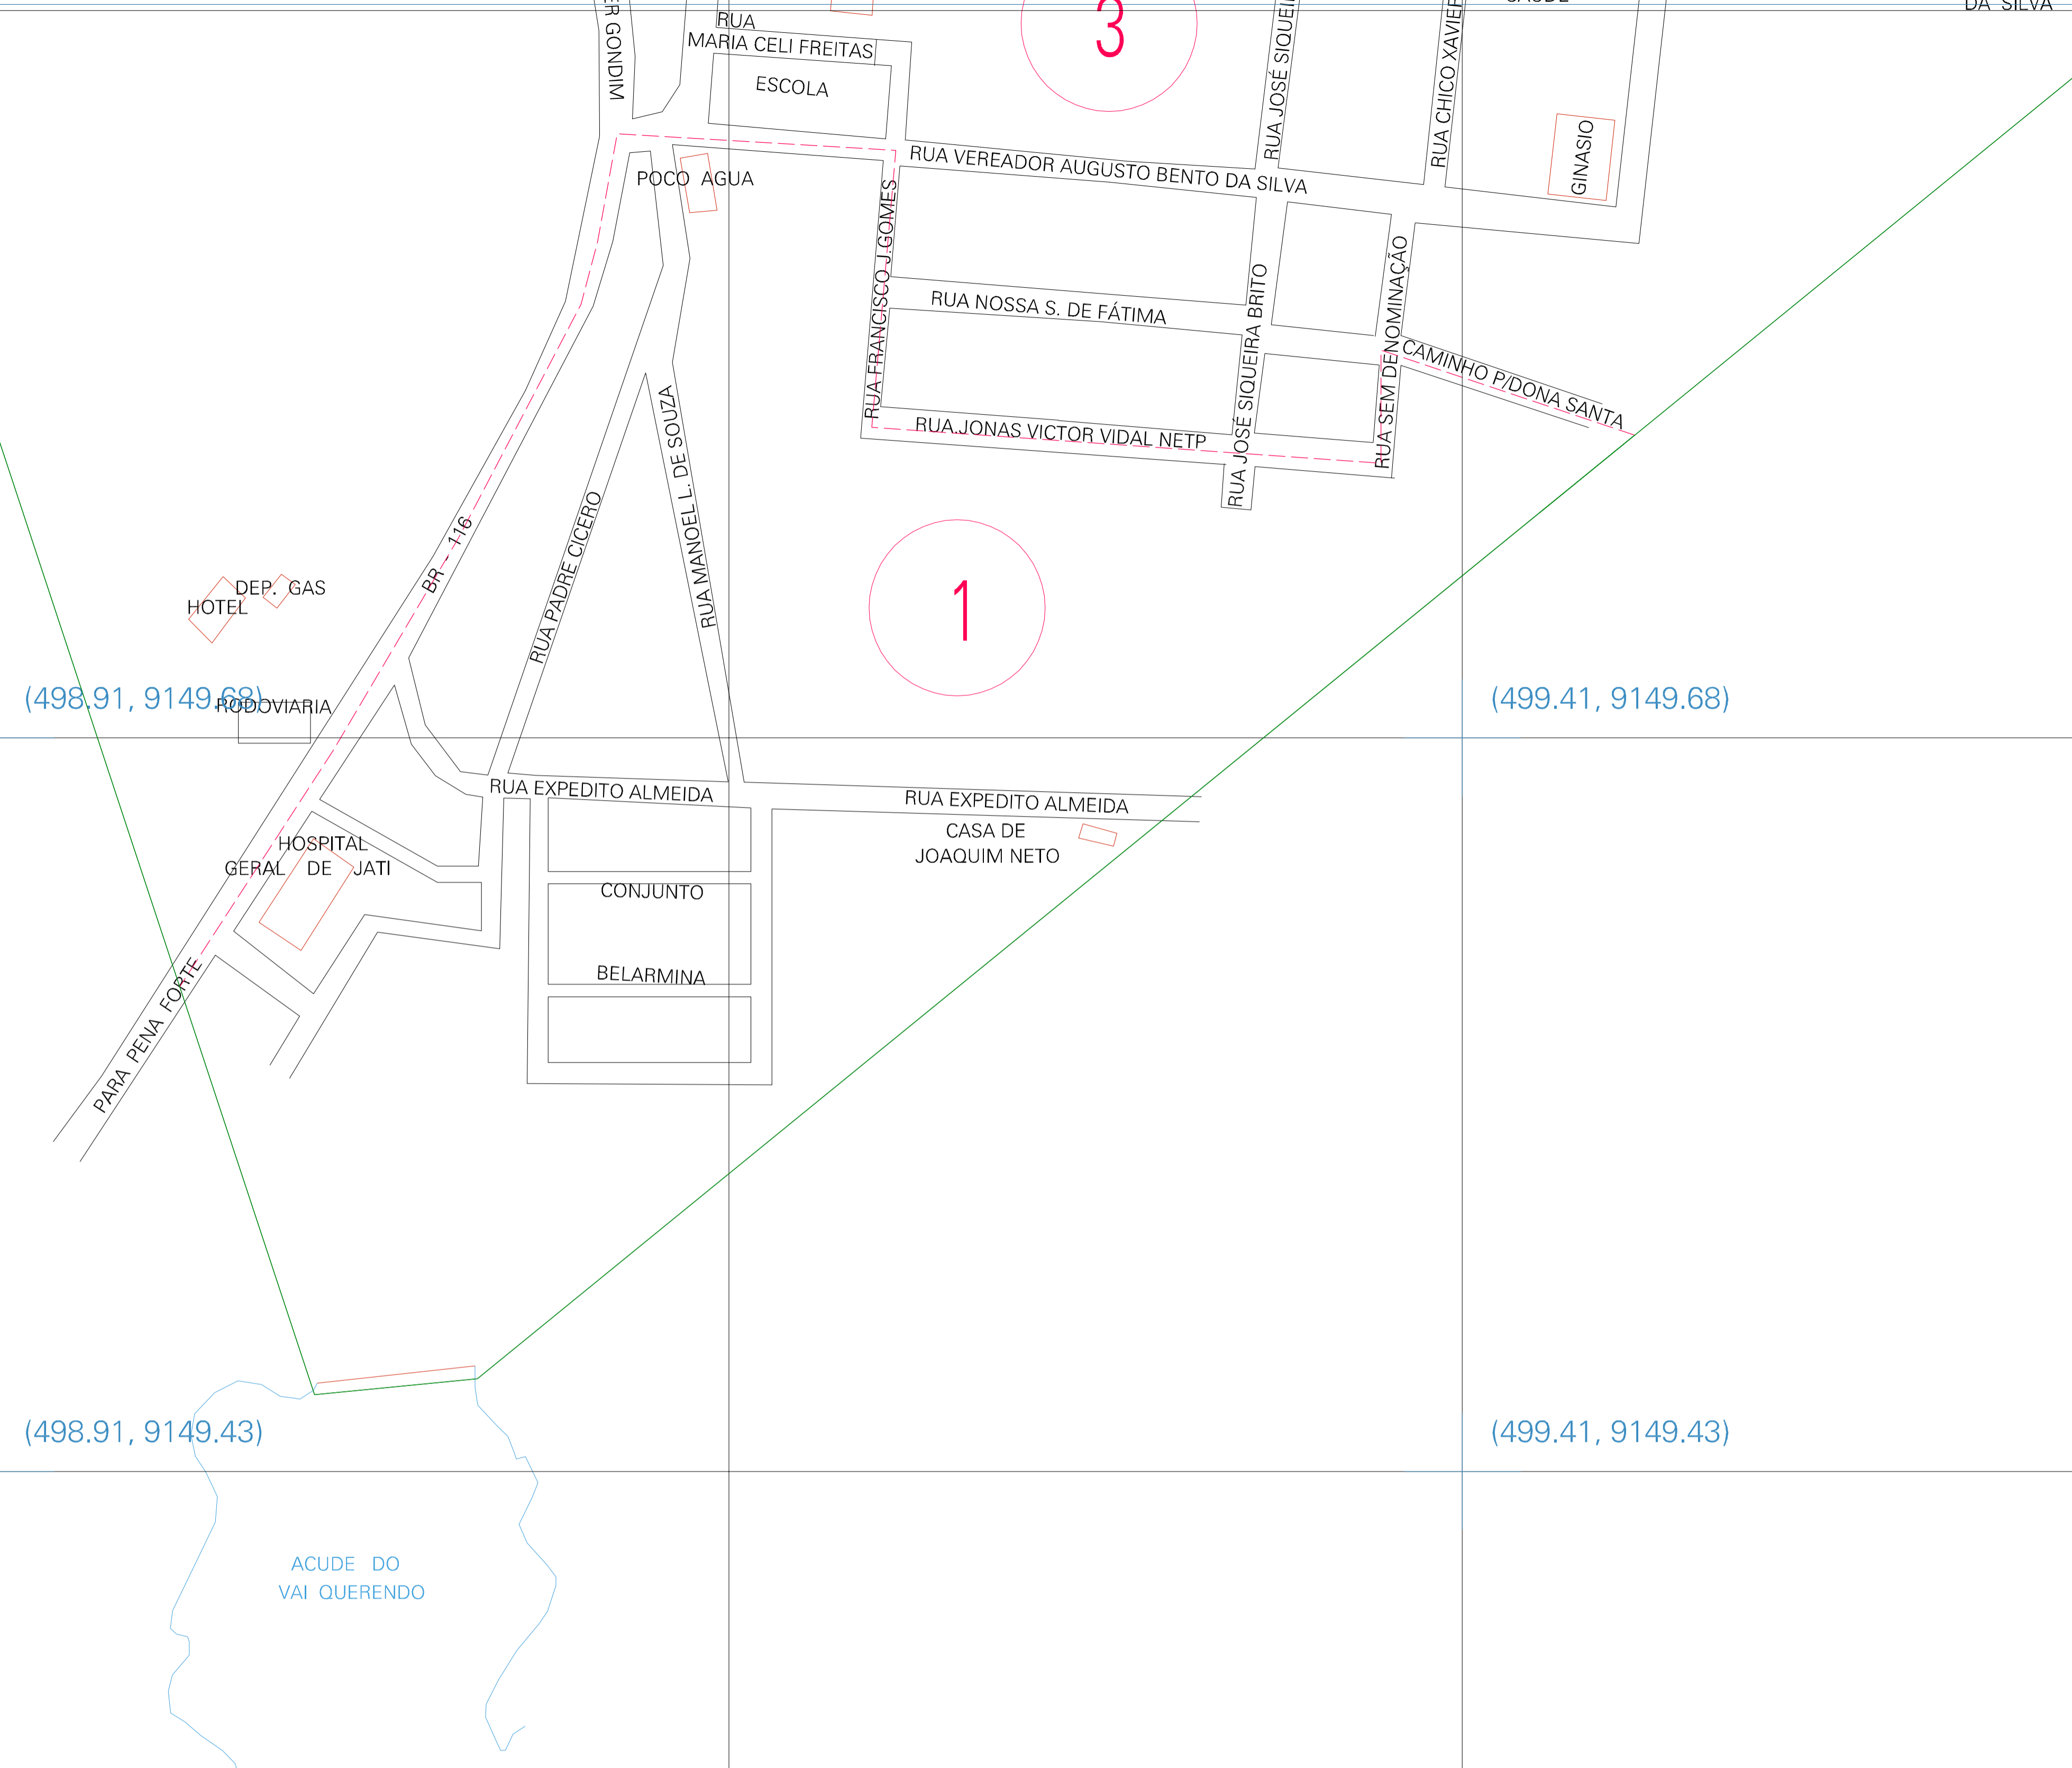 DA SILVA
RUA
MARIA CELI FREITAS
ESCOLA
3
RUA JOSÉ
RUA CHICO XAVIER
GINASIO
GONDIM
RUA VEREADOR AUGUSTO BENTO DA SILVA
POCO AGUA
RUA FRANCISCO J.GOMES
RUA NOSSA S. DE FÁTIMA
RUA JOSÉ SIQUEIRA BRITO
RUA SEM DENOMINAÇÃO
CAMINHO P/DONA SANTA
RUA.JONAS VICTOR VIDAL NETP
RUA MANOEL L. DE SOUZA
RUA PADRE CICERO
BR - 116
DEP. GAS
HOTEL
1
(498.91, 9149.68)
RODOVIARIA
(499.41, 9149.68)
RUA EXPEDITO ALMEIDA
RUA EXPEDITO ALMEIDA
CASA DE
JOAQUIM NETO
HOSPITAL
GERAL DE JATI
CONJUNTO
BELARMINA
PARA PENA FORTE
(498.91, 9149.43)
(499.41, 9149.43)
ACUDE DO
VAI QUERENDO